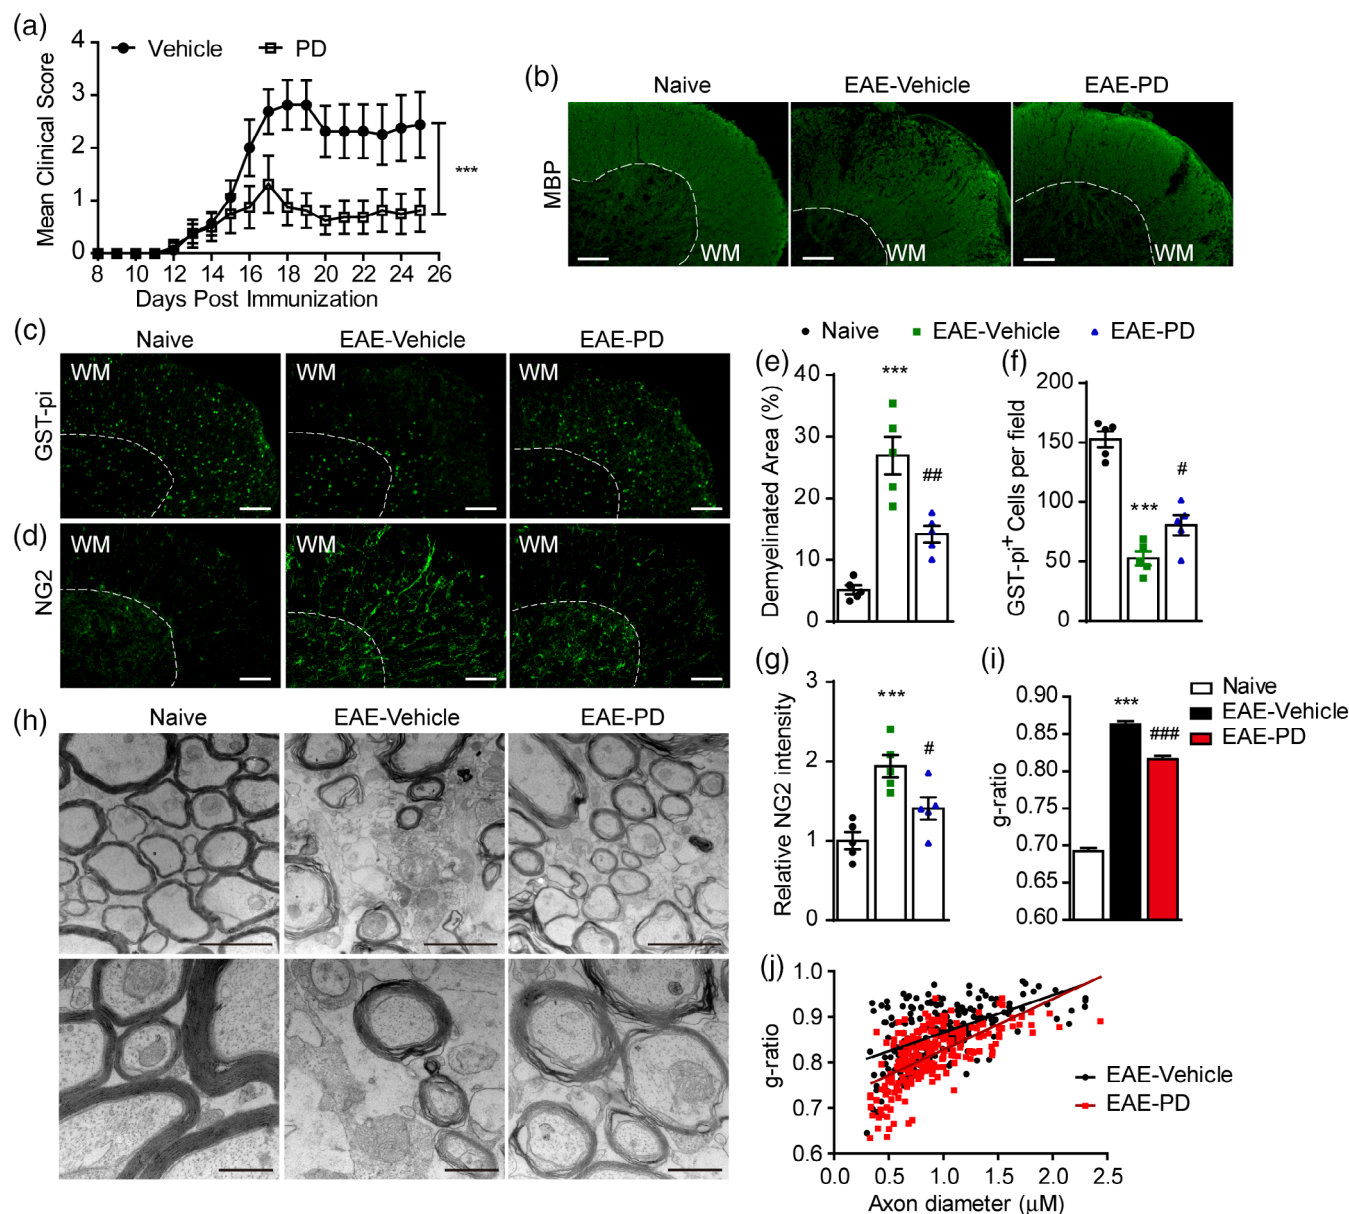 (a)
Vehicle PD
Mean Clinical Score
4
3
2
1
0
8 10 12 14 16 18 20 22 24 26
Days Post Immunization
***
(b)
Naive EAE-Vehicle EAE-PD
MBP
WM WM WM
(c)
Naive EAE-Vehicle EAE-PD
GST-pi
WM
(d)
NG2
WM
Naive EAE-Vehicle EAE-PD
(e)
Demyelinated Area (%)
40
30
20
10
0
***
##
(f)
GST-pi+ Cells per field
200
150
100
50
0
***
#
(g)
Relative NG2 intensity
3
2
1
0
***
#
(h)
Naive EAE-Vehicle EAE-PD
(i)
g-ratio
0.90
0.85
0.80
0.75
0.70
0.65
0.60
***
###
Naive
EAE-Vehicle
EAE-PD
(j)
g-ratio
1.0
0.9
0.8
0.7
0.6
EAE-Vehicle
EAE-PD
0.0 0.5 1.0 1.5 2.0 2.5
Axon diameter (μM)